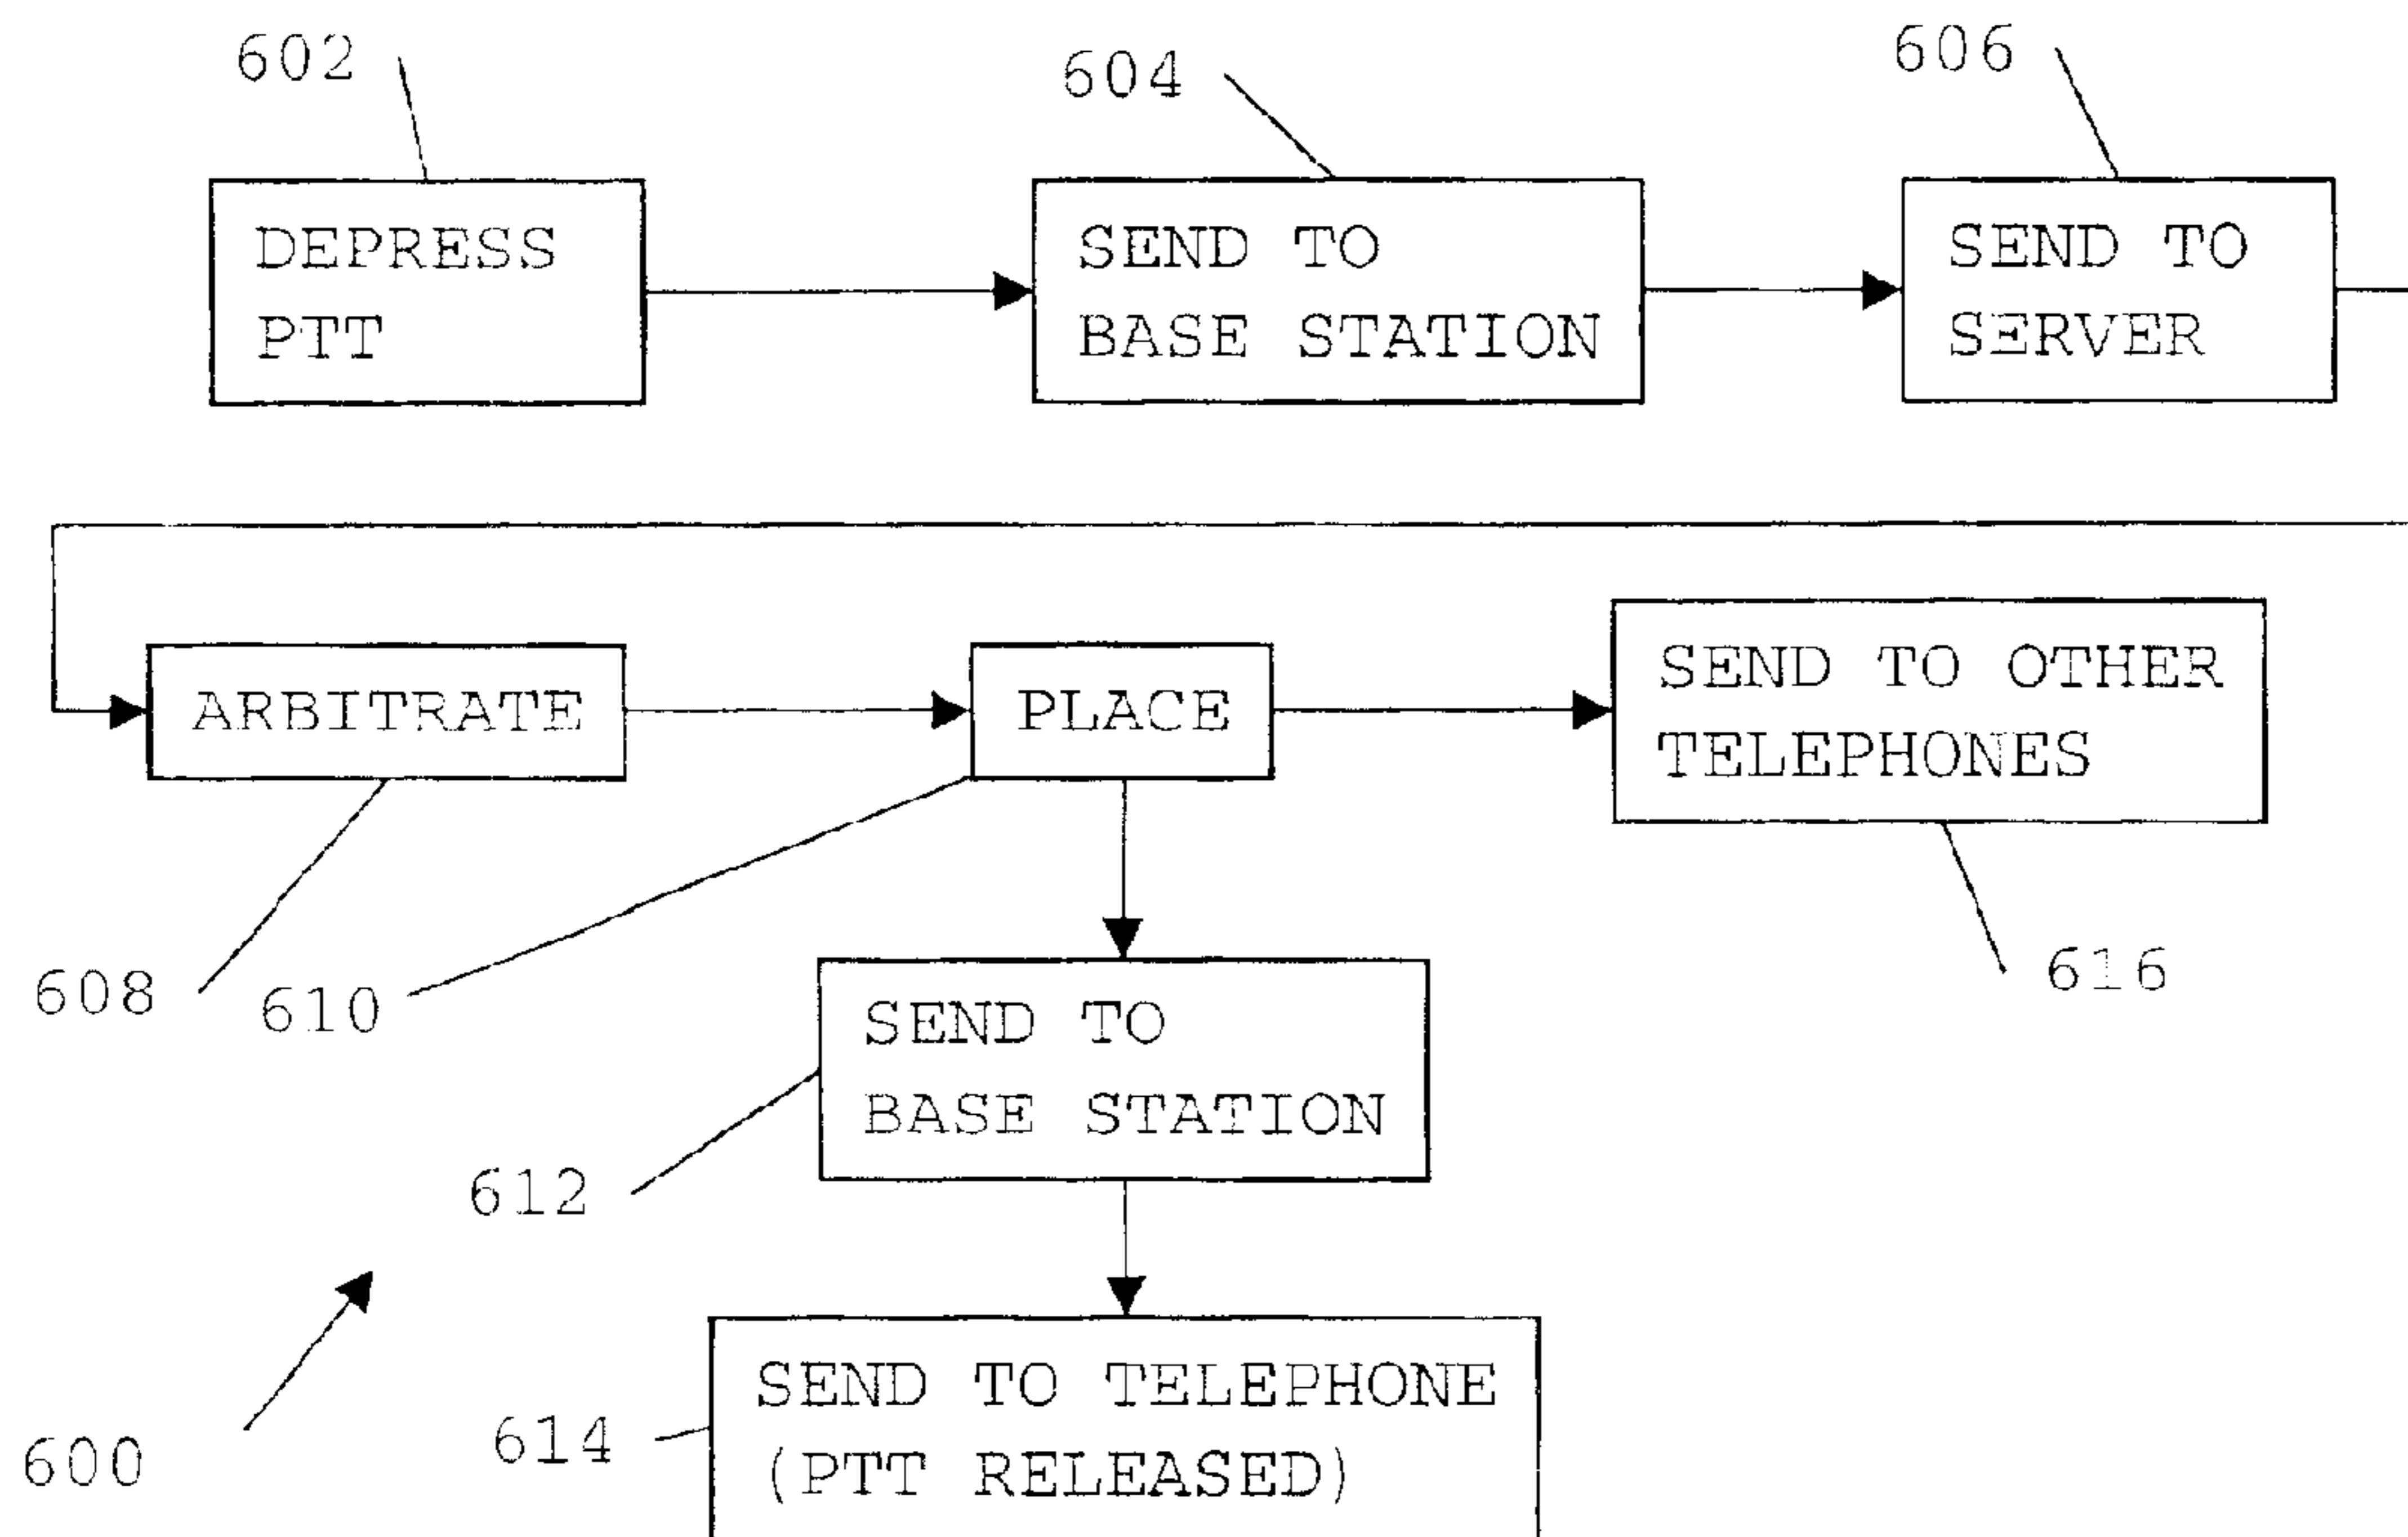 602
604
606
DEPRESS
PTT
SEND TO
BASE STATION
SEND TO
SERVER
ARBITRATE
PLACE
SEND TO OTHER
TELEPHONES
608
610
616
SEND TO
BASE STATION
612
SEND TO TELEPHONE
(PTT RELEASED)
614
600